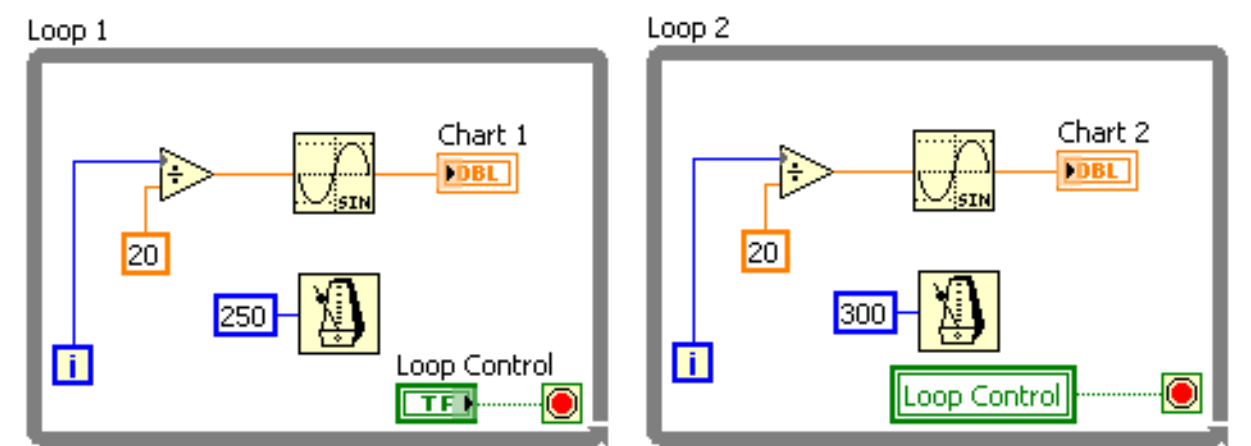 Loop 1
Chart 1
DBL
SIN
20
250
i
Loop Control
TF
Loop 2
Chart 2
DBL
SIN
20
300
i
Loop Control